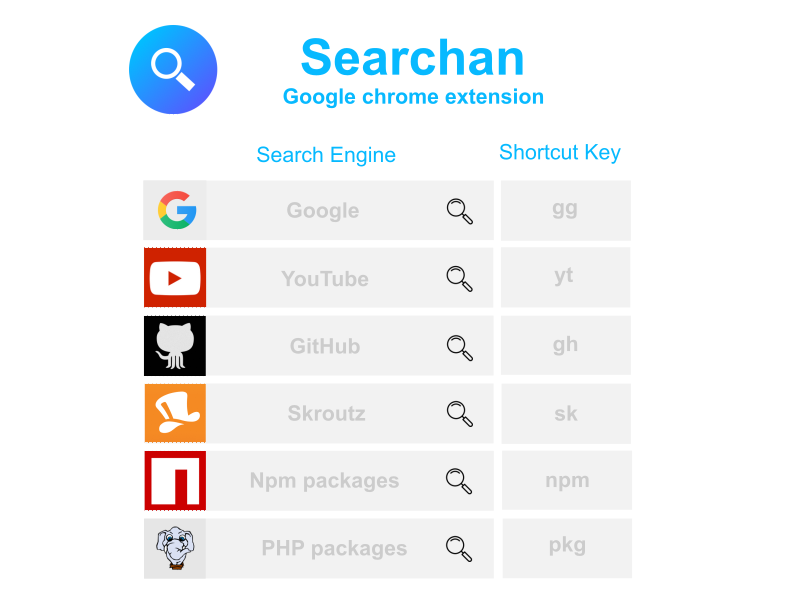 Searchan
Google chrome extension
Search Engine Shortcut Key
Google gg
YouTube yt
GitHub gh
Skroutz sk
Npm packages npm
PHP packages pkg